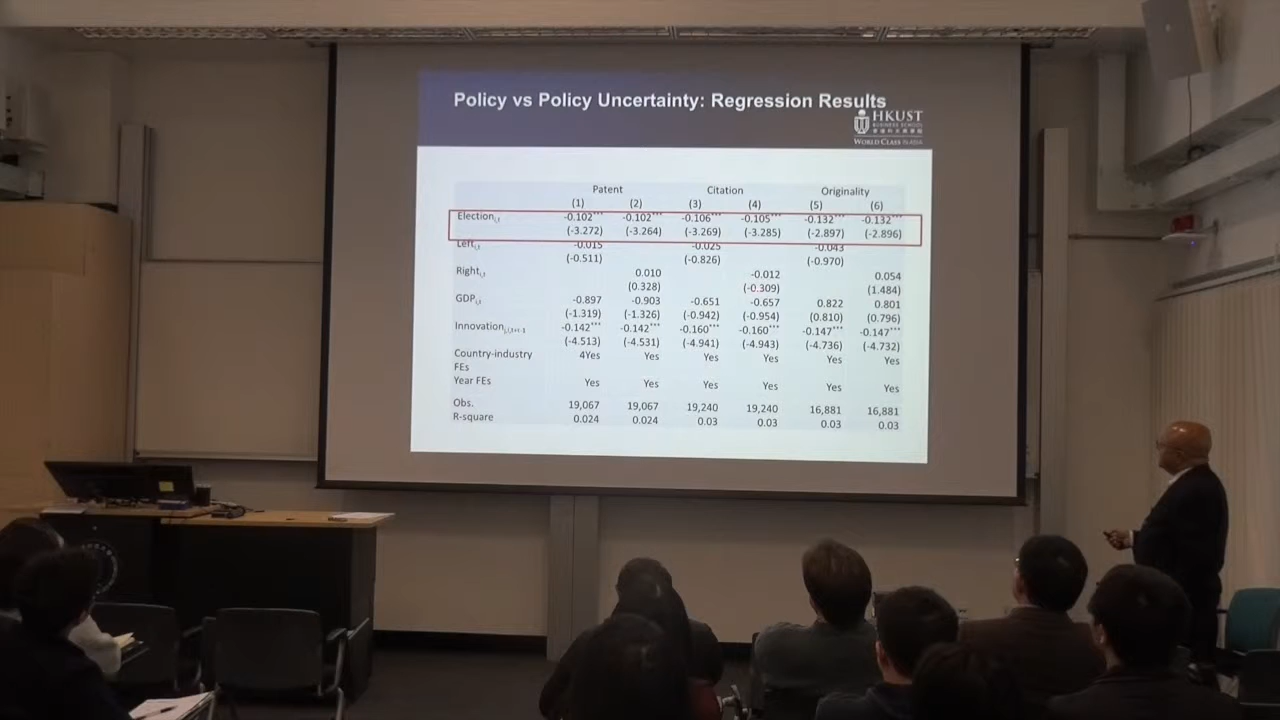 Policy vs Policy Uncertainty: Regression Results
HKUST
BUSINESS SCHOOL
WORLD CLASS IN ASIA
Patent Citation Originality
(1) (2) (3) (4) (5) (6)
Election i,t -0.102*** -0.102*** -0.106*** -0.105*** -0.132*** -0.132***
(-3.272) (-3.264) (-3.269) (-3.285) (-2.897) (-2.896)
Left i,t -0.015 -0.025 -0.043
(-0.511) (-0.826) (-0.970)
Right i,t 0.010 -0.012 0.054
(0.328) (-0.309) (1.484)
GDP i,t -0.897 -0.903 -0.651 -0.657 0.822 0.801
(-1.319) (-1.326) (-0.942) (-0.954) (0.810) (0.796)
Innovation -0.142*** -0.142*** -0.160*** -0.160*** -0.147*** -0.147***
(-4.513) (-4.531) (-4.941) (-4.943) (-4.736) (-4.732)
Country-industry 4Yes Yes Yes Yes Yes Yes
FEs
Year FEs Yes Yes Yes Yes Yes Yes
Obs. 19,067 19,067 19,240 19,240 16,881 16,881
R-square 0.024 0.024 0.03 0.03 0.03 0.03